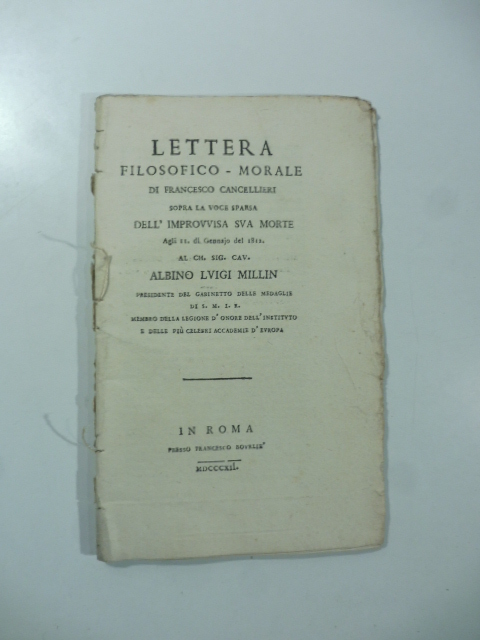 LETTERA
FILOSOFICO - MORALE
DI FRANCESCO CANCELLIERI
SOPRA LA VOCE SPARSA
DELL' IMPROVVISA SVA MORTE
Agli 11. di Gennajo del 1812.
AL CH. SIG. CAV.
ALBINO LVIGI MILLIN
PRESIDENTE DEL GABINETTO DELLE MEDAGLIE
DI S. M. I. R.
MEMBRO DELLA LEGIONE D' ONORE DELL' INSTITVTO
E DELLE PIÙ CELEBRI ACCADEMIE D' EVROPA
IN ROMA
PRESSO FRANCESCO BOVRLIE'
MDCCCXII.